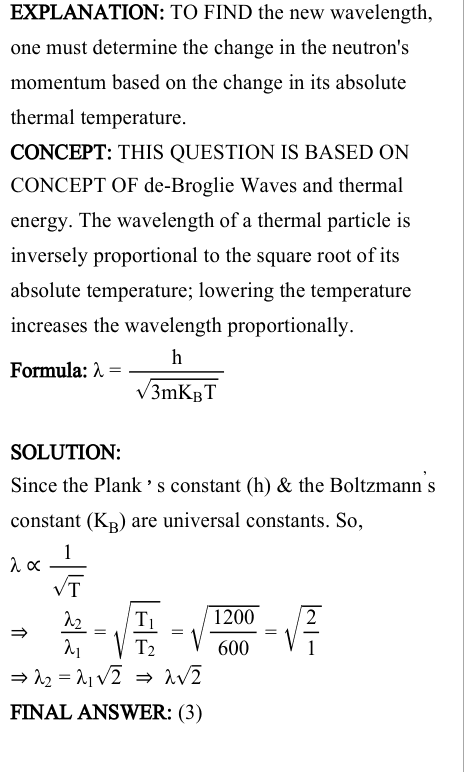 EXPLANATION: TO FIND the new wavelength,
one must determine the change in the neutron's
momentum based on the change in its absolute
thermal temperature.
CONCEPT: THIS QUESTION IS BASED ON
CONCEPT OF de-Broglie Waves and thermal
energy. The wavelength of a thermal particle is
inversely proportional to the square root of its
absolute temperature; lowering the temperature
increases the wavelength proportionally.
Formula: λ = h / √(3mK_BT)
SOLUTION:
Since the Plank ’ s constant (h) & the Boltzmann's
constant (K_B) are universal constants. So,
λ ∝ 1 / √T
⇒ λ₂/λ₁ = √(T₁/T₂) = √(1200/600) = √(2/1)
⇒ λ₂ = λ₁√2 ⇒ λ√2
FINAL ANSWER: (3)